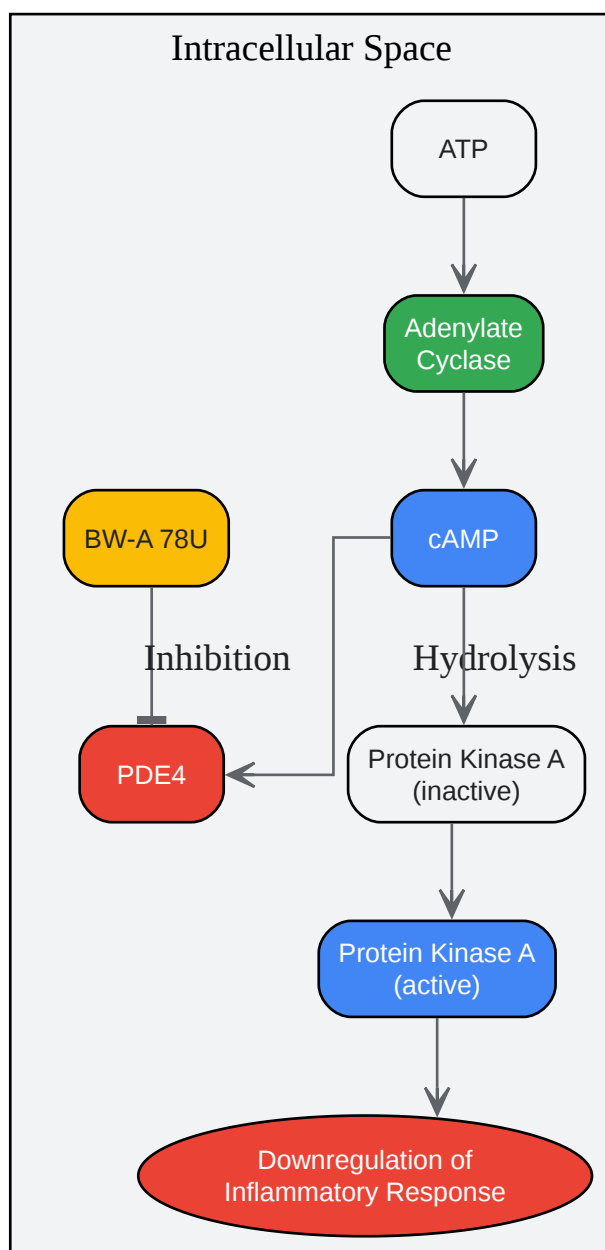 Intracellular Space
ATP
Adenylate
Cyclase
BW-A 78U
cAMP
Inhibition
Hydrolysis
PDE4
Protein Kinase A
(inactive)
Protein Kinase A
(active)
Downregulation of
Inflammatory Response